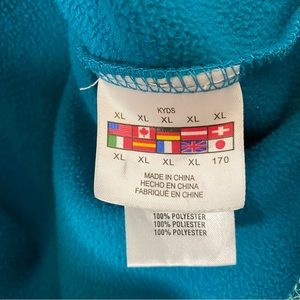 KYDS
XL XL XL XL XL
XL XL XL XL 170
MADE IN CHINA
HECHO EN CHINA
FABRIQUÉ EN CHINE
100% POLYESTER
100% POLIESTER
100% POLYESTER